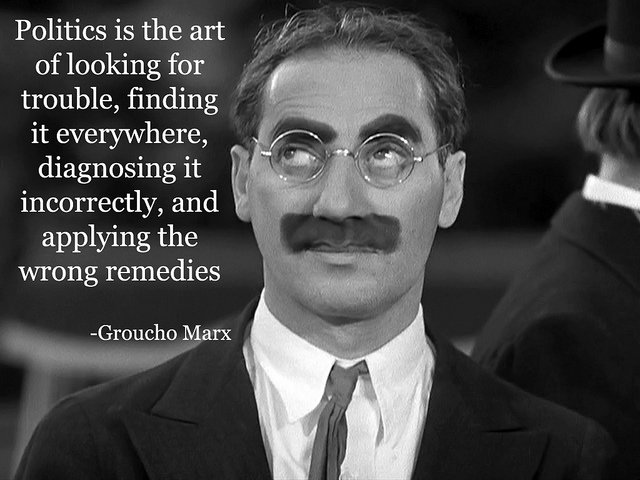 Politics is the art
of looking for
trouble, finding
it everywhere,
diagnosing it
incorrectly, and
applying the
wrong remedies
-Groucho Marx